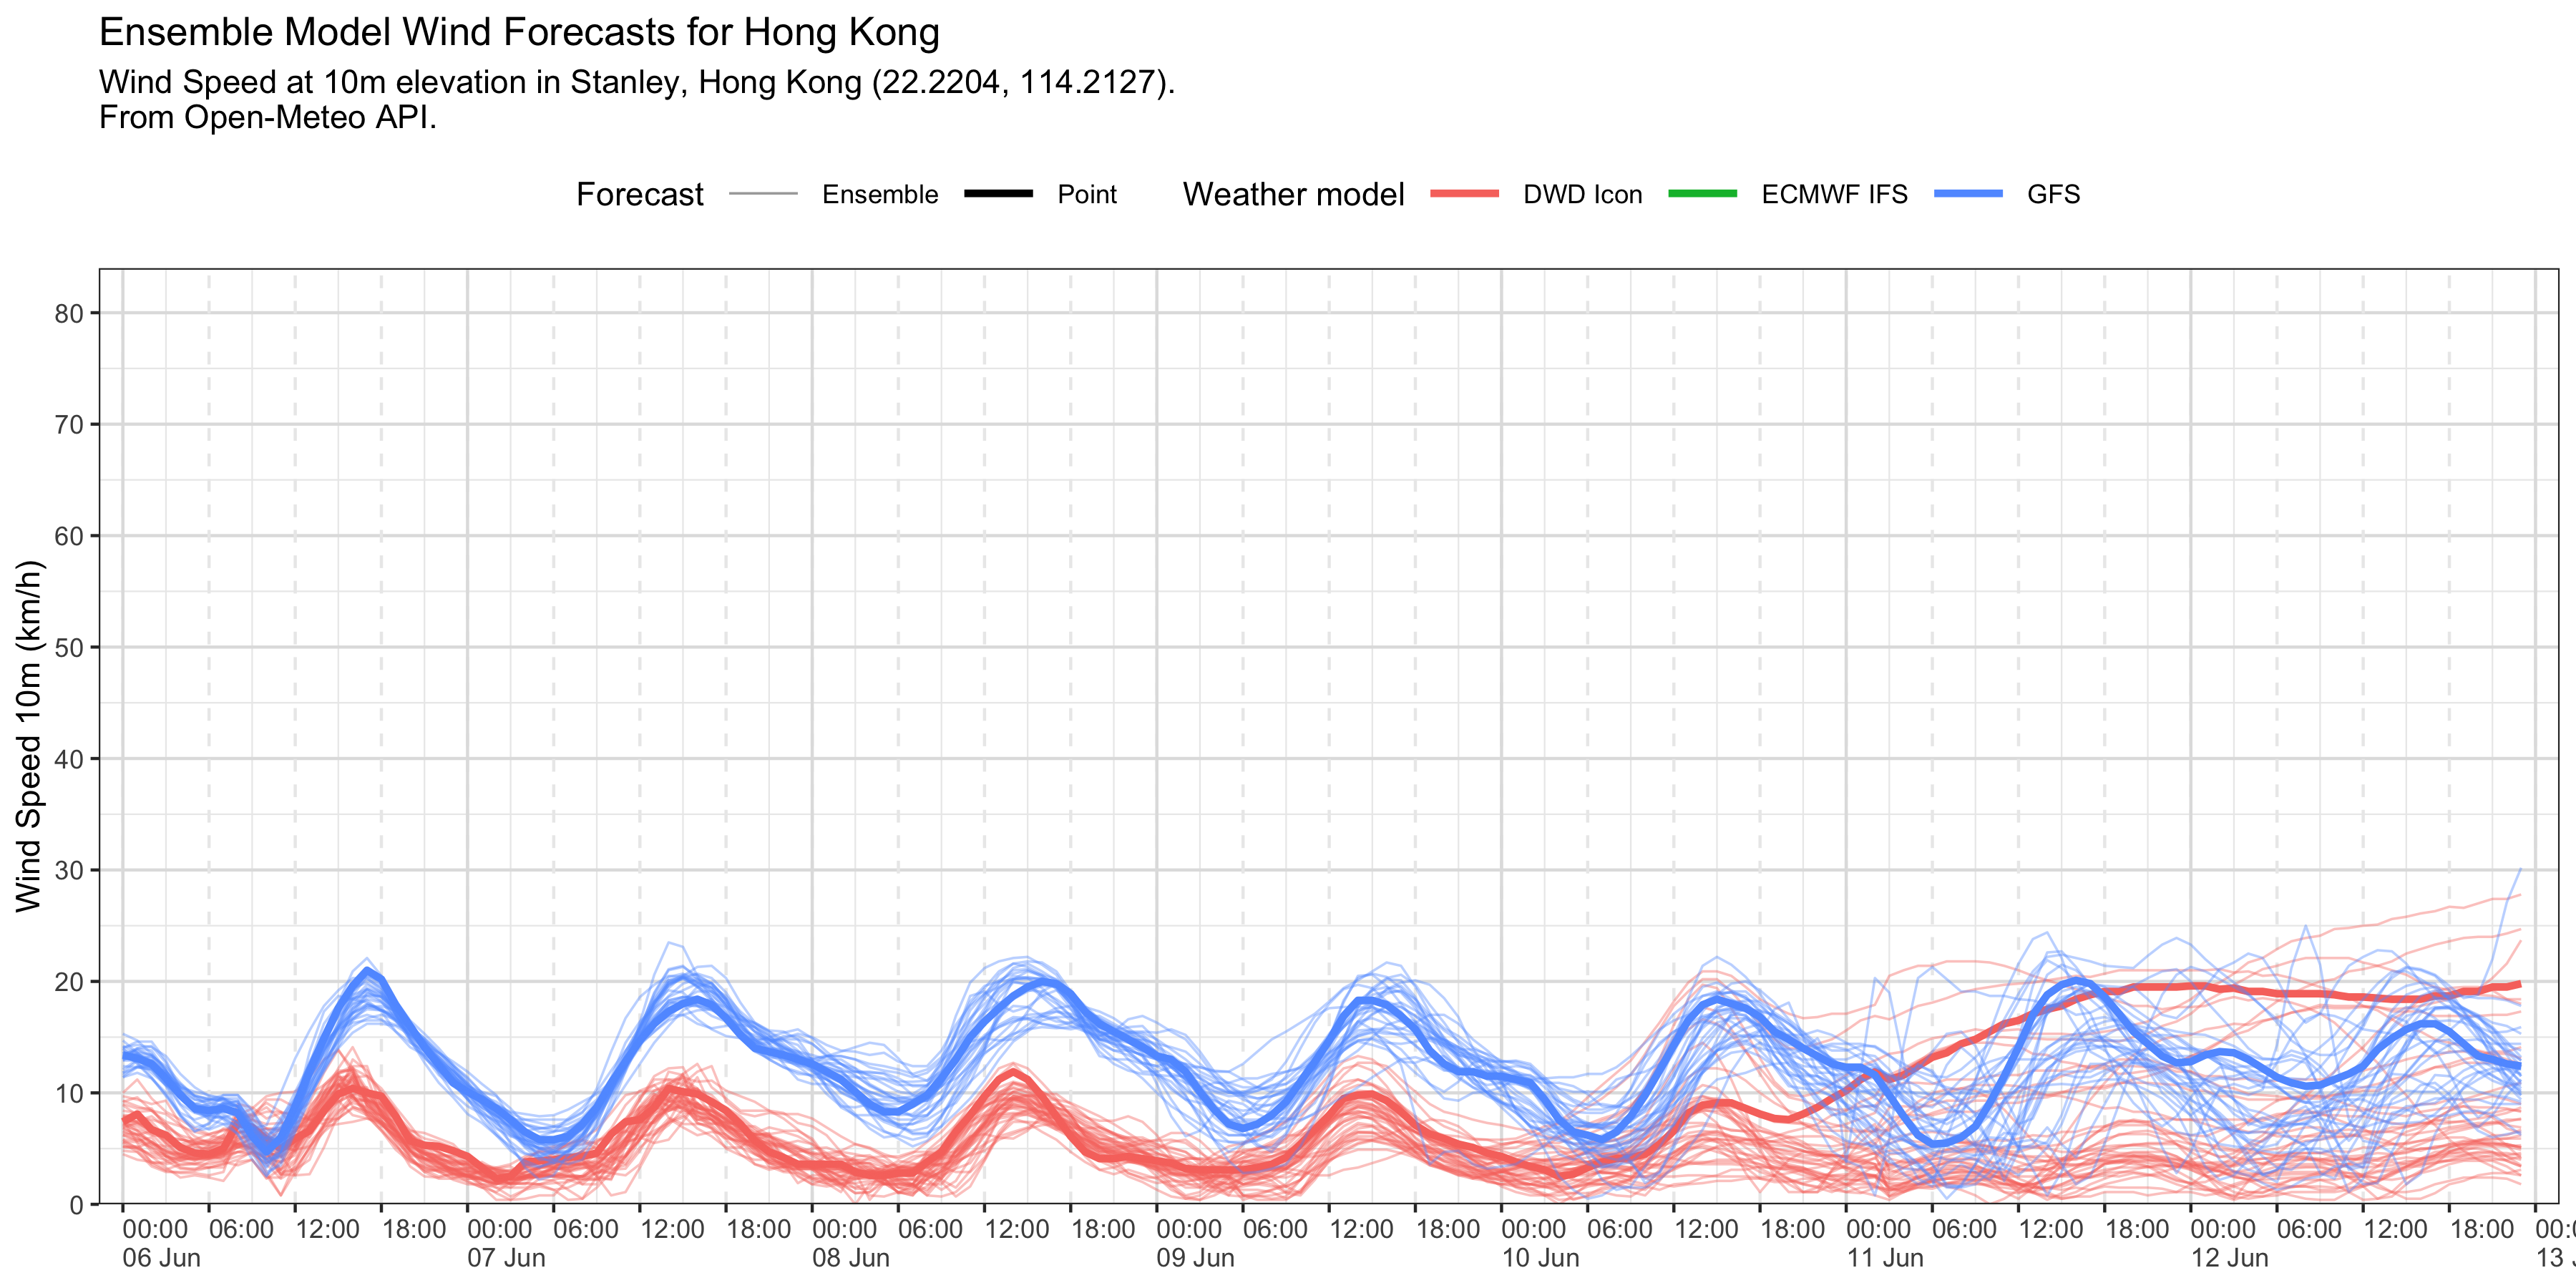 Ensemble Model Wind Forecasts for Hong Kong
Wind Speed at 10m elevation in Stanley, Hong Kong (22.2204, 114.2127).
From Open-Meteo API.
Forecast Ensemble Point Weather model DWD Icon ECMWF IFS GFS
Wind Speed 10m (km/h)
80
70
60
50
40
30
20
10
0
00:00 06:00 12:00 18:00 00:00 06:00 12:00 18:00 00:00 06:00 12:00 18:00 00:00 06:00 12:00 18:00 00:00 06:00 12:00 18:00 00:00 06:00 12:00 18:00 00:00 06:00 12:00 18:00 00:0
06 Jun 07 Jun 08 Jun 09 Jun 10 Jun 11 Jun 12 Jun 13